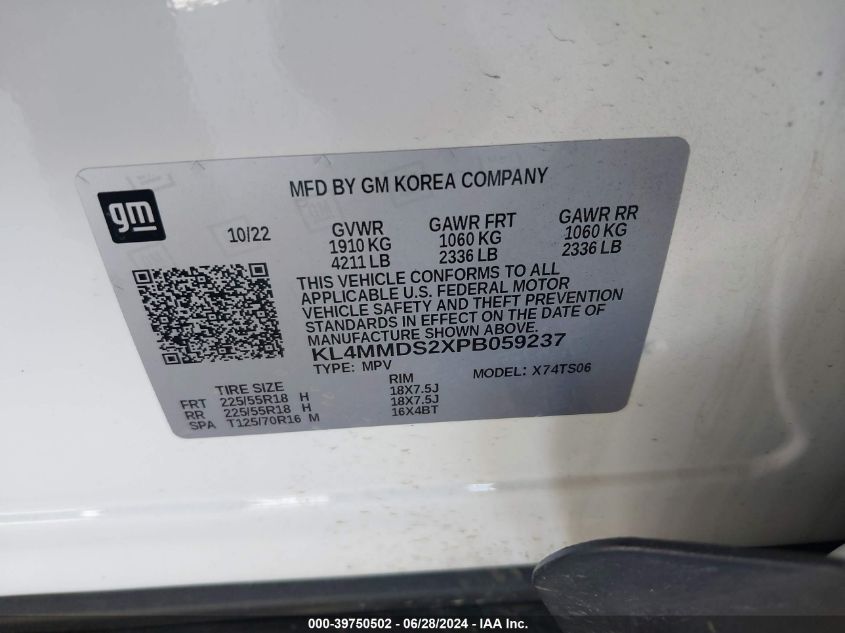 gm
MFD BY GM KOREA COMPANY
10/22
GVWR GAWR FRT GAWR RR
1910 KG 1060 KG 1060 KG
4211 LB 2336 LB 2336 LB
THIS VEHICLE CONFORMS TO ALL
APPLICABLE U.S. FEDERAL MOTOR
VEHICLE SAFETY AND THEFT PREVENTION
STANDARDS IN EFFECT ON THE DATE OF
MANUFACTURE SHOWN ABOVE.
KL4MMDS2XPB059237
TYPE: MPV MODEL: X74TS06
TIRE SIZE RIM
FRT 225/55R18 H 18X7.5J
RR 225/55R18 H 18X7.5J
SPA T125/70R16 M 16X4BT
000-39750502 - 06/28/2024 - IAA Inc.